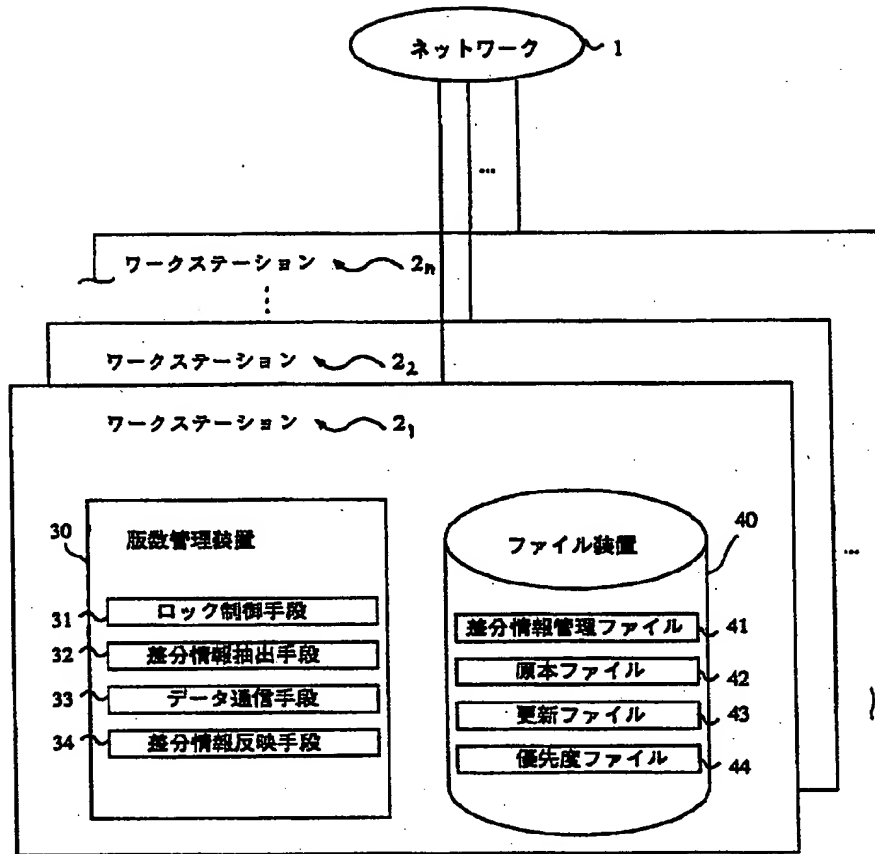 ネットワーク 1
...
ワークステーション 2n
ワークステーション 22
ワークステーション 21
30 版数管理装置
31 ロック制御手段
32 差分情報抽出手段
33 データ通信手段
34 差分情報反映手段
ファイル装置 40
差分情報管理ファイル 41
原本ファイル 42
更新ファイル 43
優先度ファイル 44
...